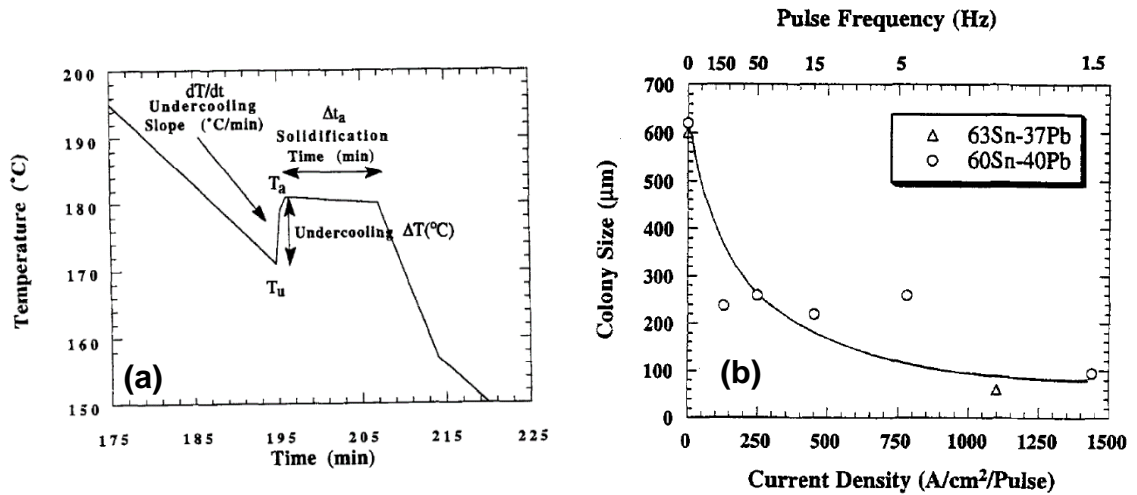 200
190
180
170
160
150
Temperature (°C)
dT/dt
Undercooling
Slope (°C/min)
Δta
Solidification
Time (min)
Ta
Undercooling ΔT(°C)
Tu
(a)
175 185 195 205 215 225
Time (min)
Pulse Frequency (Hz)
0 150 50 15 5 1.5
700
600
500
400
300
200
100
0
Colony Size (μm)
63Sn-37Pb
60Sn-40Pb
(b)
0 250 500 750 1000 1250 1500
Current Density (A/cm²/Pulse)